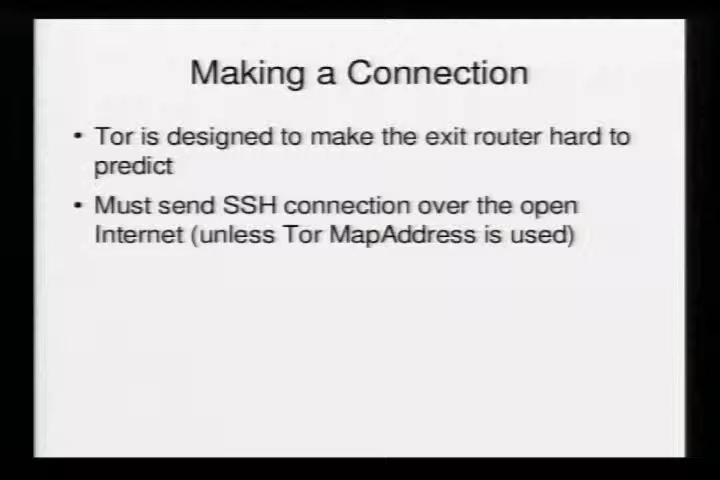 Making a Connection
• Tor is designed to make the exit router hard to
predict
• Must send SSH connection over the open
Internet (unless Tor MapAddress is used)